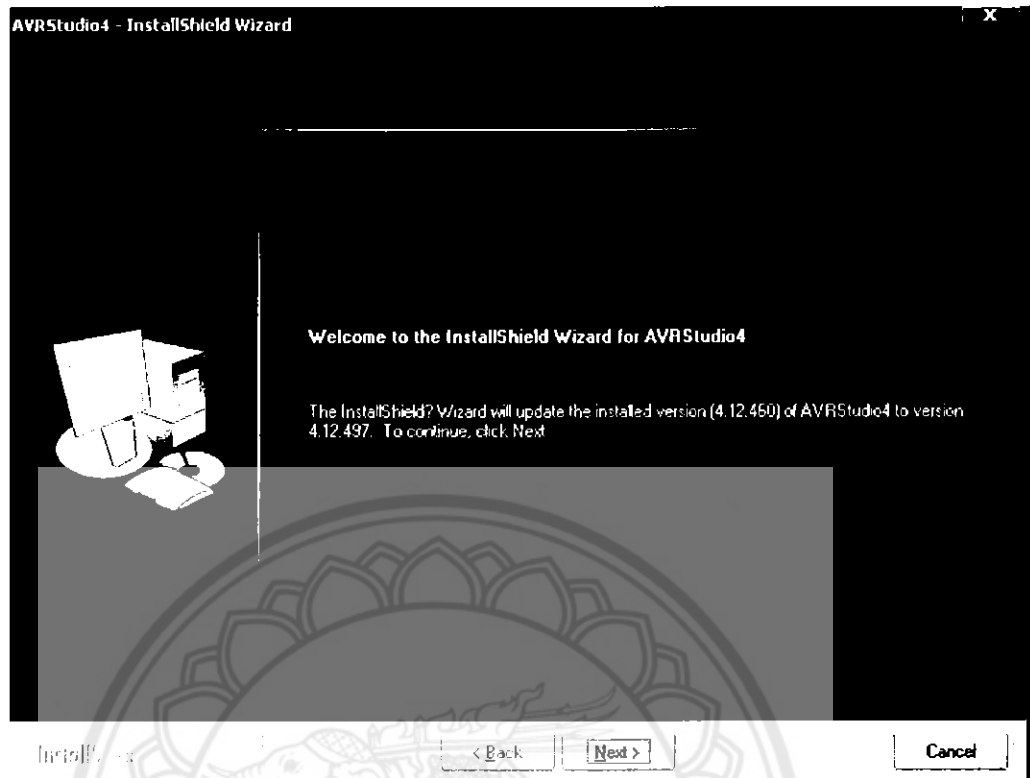 AVRStudio4 - InstallShield Wizard
X
Welcome to the InstallShield Wizard for AVRStudio4
The InstallShield? Wizard will update the installed version (4.12.460) of AVRStudio4 to version
4.12.497. To continue, click Next
< Back
Next >
Cancel